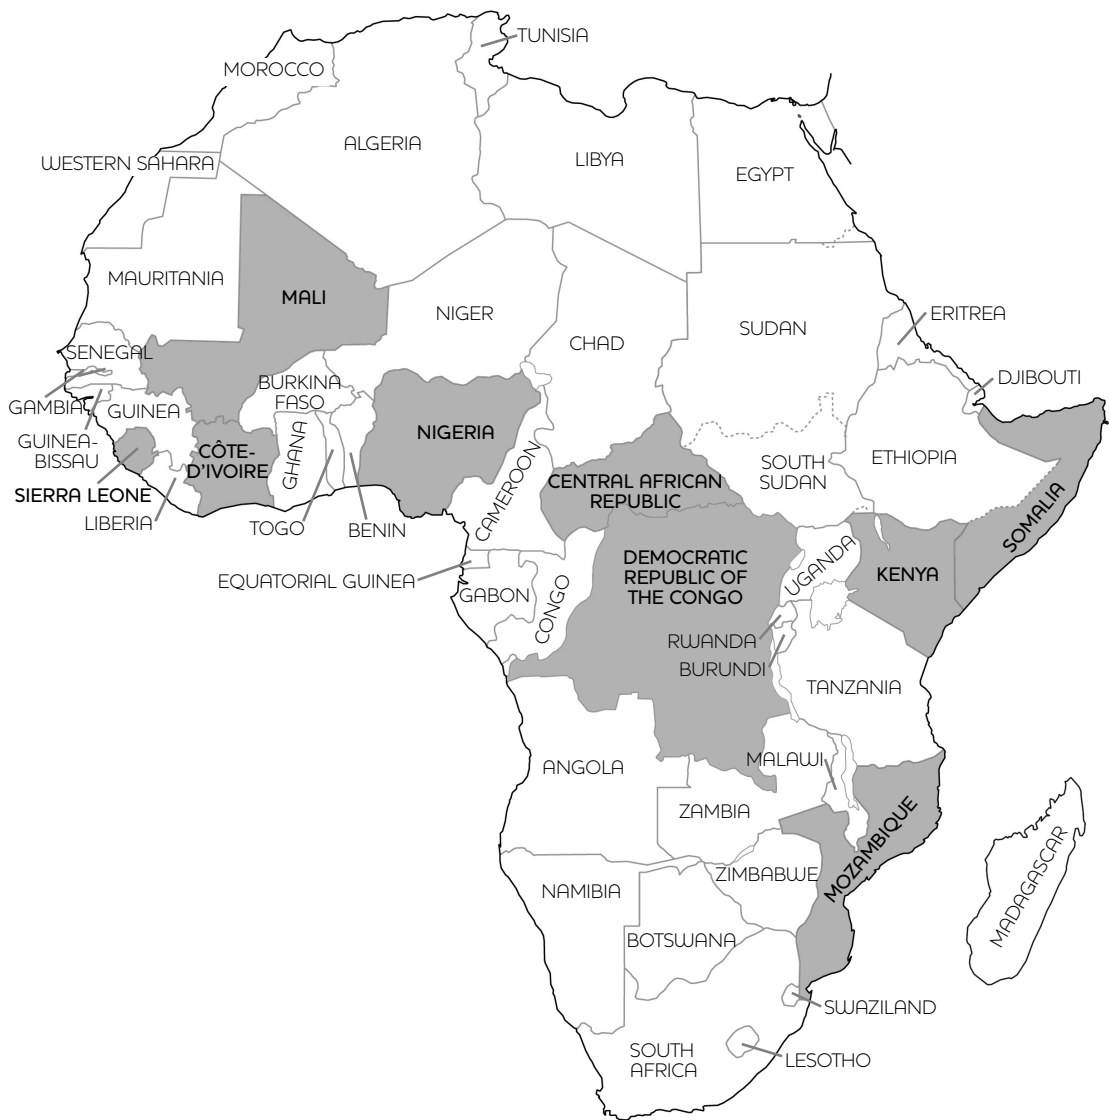 TUNISIA
MOROCCO
ALGERIA
LIBYA
WESTERN SAHARA
EGYPT
MAURITANIA
MALI
NIGER
ERITREA
SUDAN
CHAD
SENEGAL
DJIBOUTI
BURKINA
FASO
GAMBIA
GUINEA
NIGERIA
GUINEA-
BISSAU
CÔTE-
D'IVOIRE
GHANA
ETHIOPIA
SOUTH
SUDAN
CENTRAL AFRICAN
REPUBLIC
CAMEROON
SIERRA LEONE
SOMALIA
LIBERIA
TOGO
BENIN
DEMOCRATIC
REPUBLIC OF
THE CONGO
UGANDA
KENYA
EQUATORIAL GUINEA
GABON
CONGO
RWANDA
BURUNDI
TANZANIA
MALAWI
ANGOLA
ZAMBIA
MOZAMBIQUE
ZIMBABWE
NAMIBIA
MADAGASCAR
BOTSWANA
SWAZILAND
SOUTH
AFRICA
LESOTHO